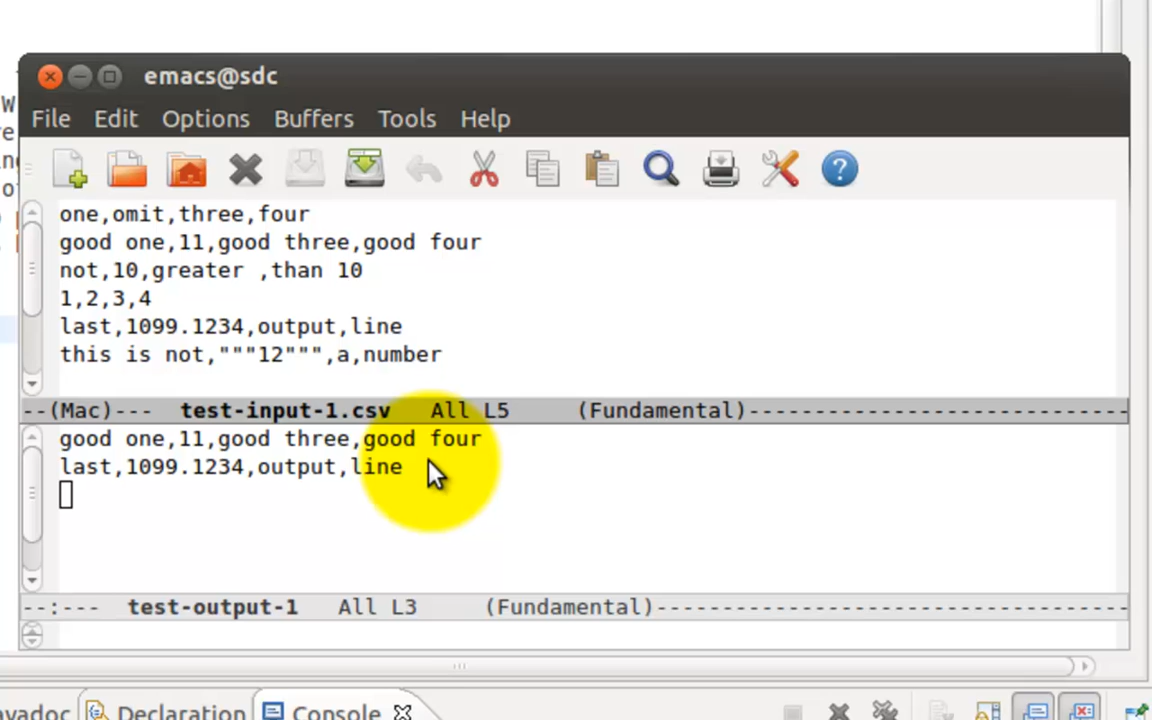 emacs@sdc
File Edit Options Buffers Tools Help
one,omit,three,four
good one,11,good three,good four
not,10,greater ,than 10
1,2,3,4
last,1099.1234,output,line
this is not,"""12""",a,number
--(Mac)--- test-input-1.csv All L5 (Fundamental)-----------------------------
good one,11,good three,good four
last,1099.1234,output,line
--:--- test-output-1 All L3 (Fundamental)------------------------------------
Declaration Console